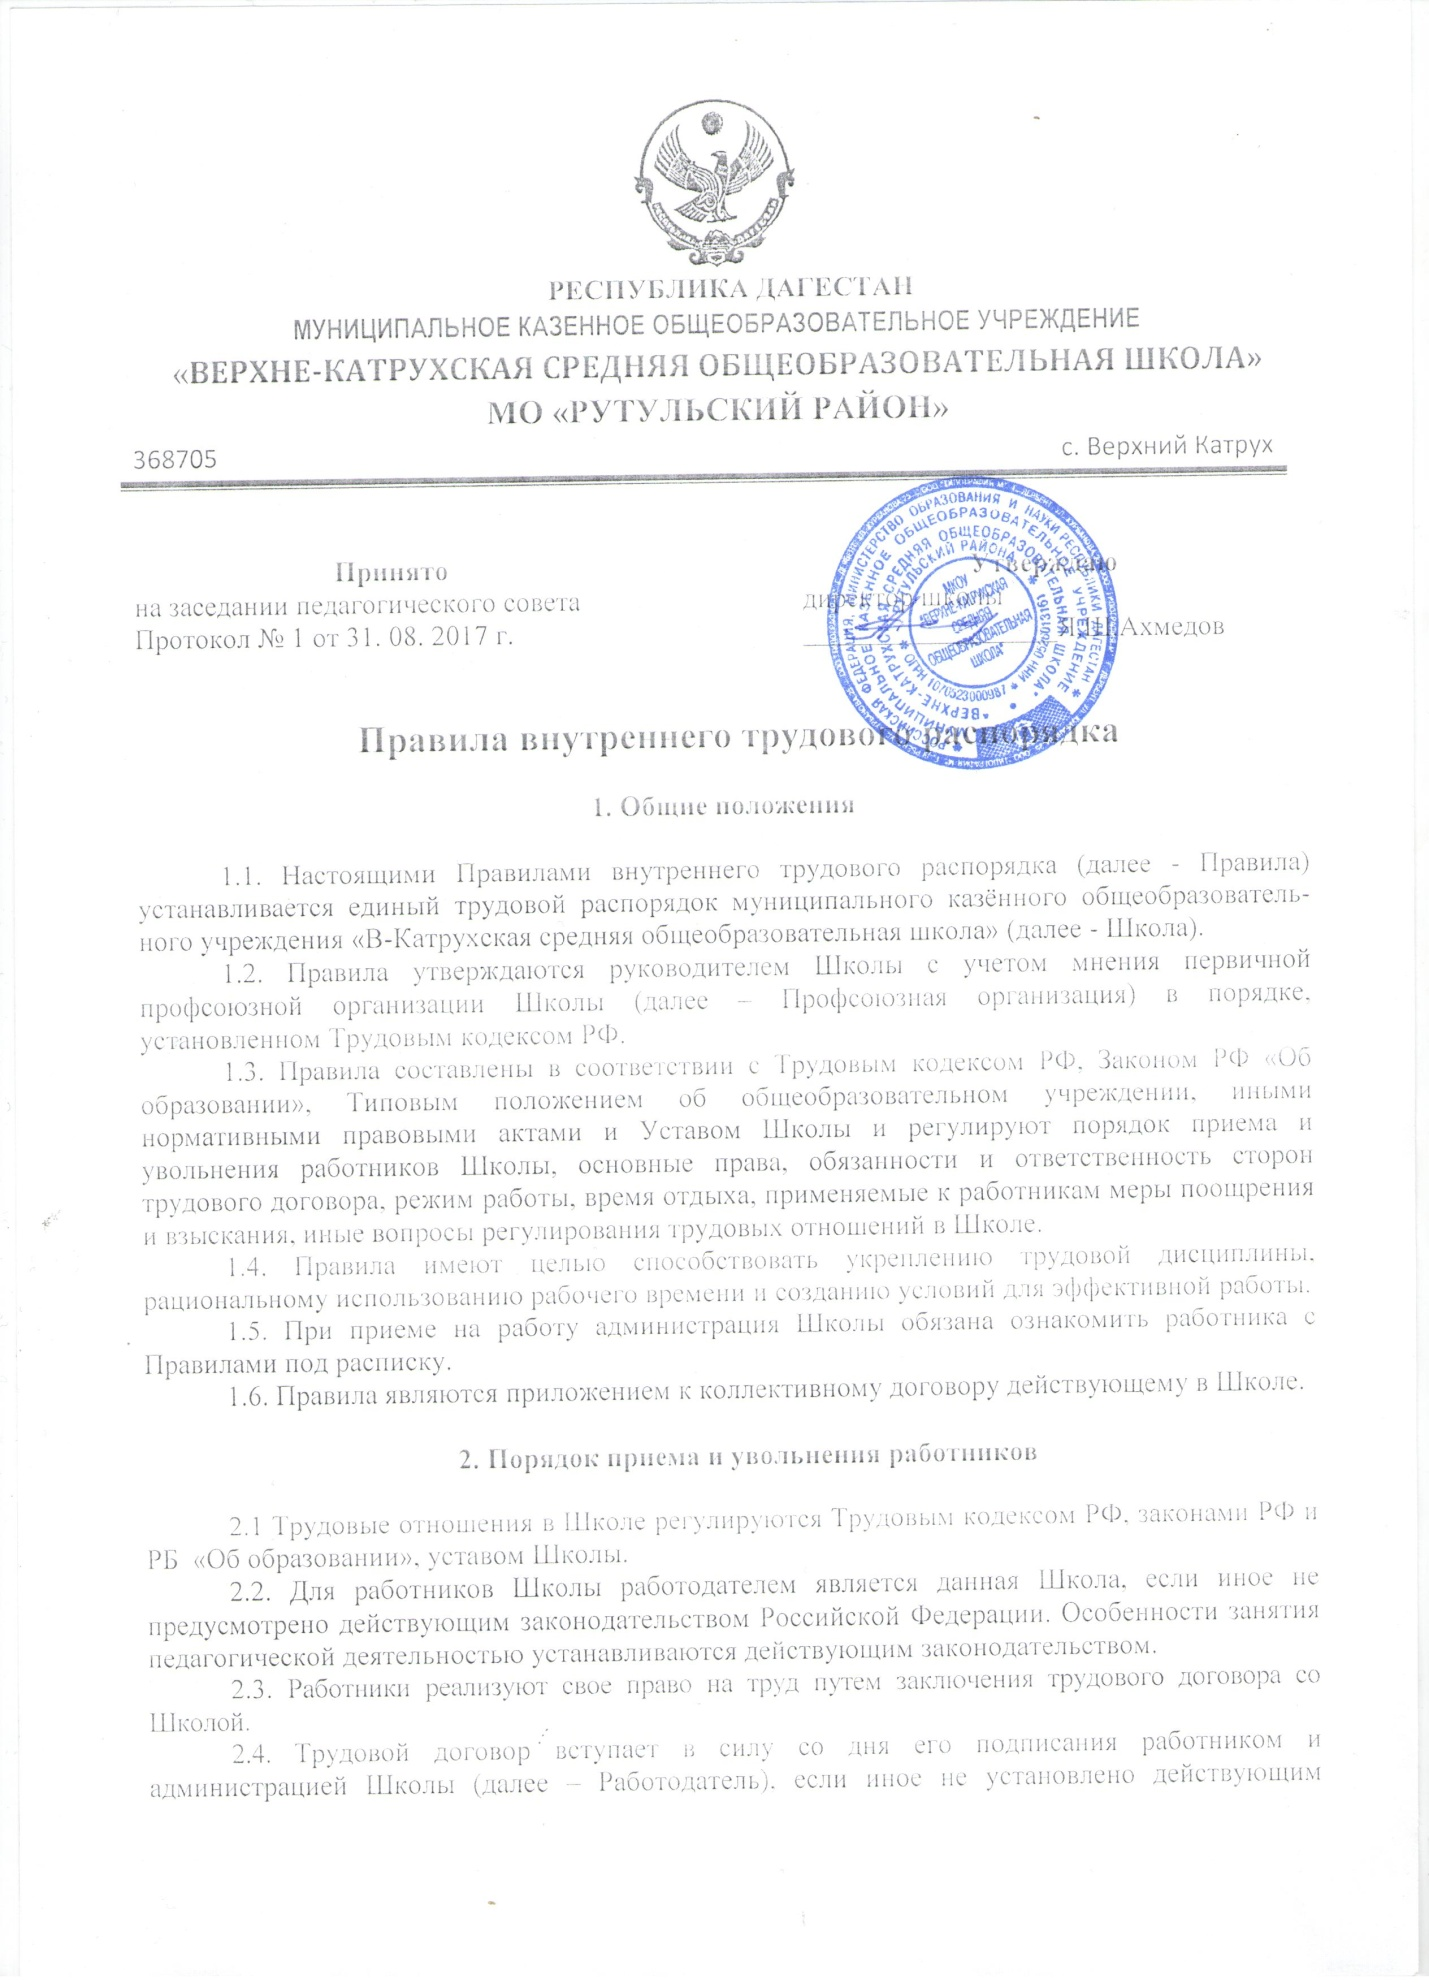 РЕСПУБЛИКА ДАГЕСТАН
МУНИЦИПАЛЬНОЕ КАЗЕННОЕ ОБЩЕОБРАЗОВАТЕЛЬНОЕ УЧРЕЖДЕНИЕ
«ВЕРХНЕ-КАТРУХСКАЯ СРЕДНЯЯ ОБЩЕОБРАЗОВАТЕЛЬНАЯ ШКОЛА»
МО «РУТУЛЬСКИЙ РАЙОН»
368705 с. Верхний Катрух
Принято Утверждено
на заседании педагогического совета директор школы
Протокол № 1 от 31. 08. 2017 г. Ахмедов
МКОУ
"ВЕРХНЕ-КАТРУХСКАЯ
СРЕДНЯЯ
ОБЩЕОБРАЗОВАТЕЛЬНАЯ
ШКОЛА"
ОГРН 1070523000987
Правила внутреннего трудового распорядка
1. Общие положения
1.1. Настоящими Правилами внутреннего трудового распорядка (далее - Правила)
устанавливается единый трудовой распорядок муниципального казённого общеобразователь-
ного учреждения «В-Катрухская средняя общеобразовательная школа» (далее - Школа).
1.2. Правила утверждаются руководителем Школы с учетом мнения первичной
профсоюзной организации Школы (далее – Профсоюзная организация) в порядке,
установленном Трудовым кодексом РФ.
1.3. Правила составлены в соответствии с Трудовым кодексом РФ, Законом РФ «Об
образовании», Типовым положением об общеобразовательном учреждении, иными
нормативными правовыми актами и Уставом Школы и регулируют порядок приема и
увольнения работников Школы, основные права, обязанности и ответственность сторон
трудового договора, режим работы, время отдыха, применяемые к работникам меры поощрения
и взыскания, иные вопросы регулирования трудовых отношений в Школе.
1.4. Правила имеют целью способствовать укреплению трудовой дисциплины,
рациональному использованию рабочего времени и созданию условий для эффективной работы.
1.5. При приеме на работу администрация Школы обязана ознакомить работника с
Правилами под расписку.
1.6. Правила являются приложением к коллективному договору действующему в Школе.
2. Порядок приема и увольнения работников
2.1 Трудовые отношения в Школе регулируются Трудовым кодексом РФ, законами РФ и
РБ «Об образовании», уставом Школы.
2.2. Для работников Школы работодателем является данная Школа, если иное не
предусмотрено действующим законодательством Российской Федерации. Особенности занятия
педагогической деятельностью устанавливаются действующим законодательством.
2.3. Работники реализуют свое право на труд путем заключения трудового договора со
Школой.
2.4. Трудовой договор вступает в силу со дня его подписания работником и
администрацией Школы (далее – Работодатель), если иное не установлено действующим